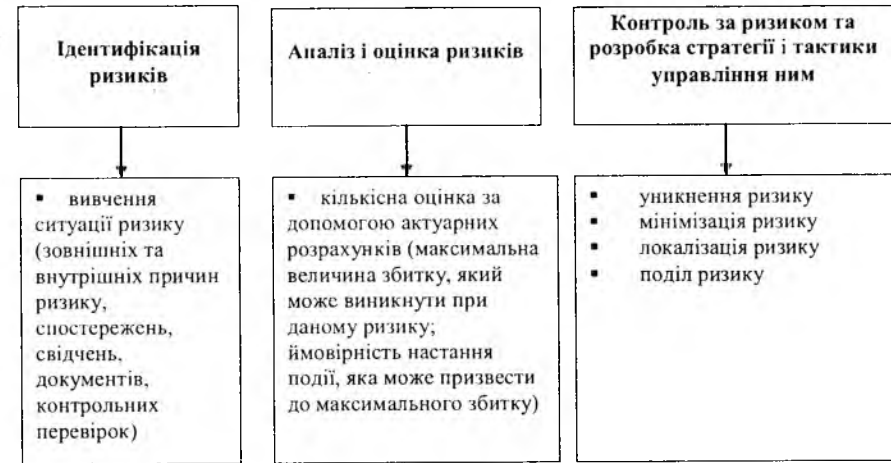 Ідентифікація
ризиків
Аналіз і оцінка ризиків
Контроль за ризиком та
розробка стратегії і тактики
управління ним
▪ вивчення
ситуації ризику
(зовнішніх та
внутрішніх причин
ризику,
спостережень,
свідчень,
документів,
контрольних
перевірок)
▪ кількісна оцінка за
допомогою актуарних
розрахунків (максимальна
величина збитку, який
може виникнути при
даному ризику;
ймовірність настання
події, яка може призвести
до максимального збитку)
▪ уникнення ризику
▪ мінімізація ризику
▪ локалізація ризику
▪ поділ ризику